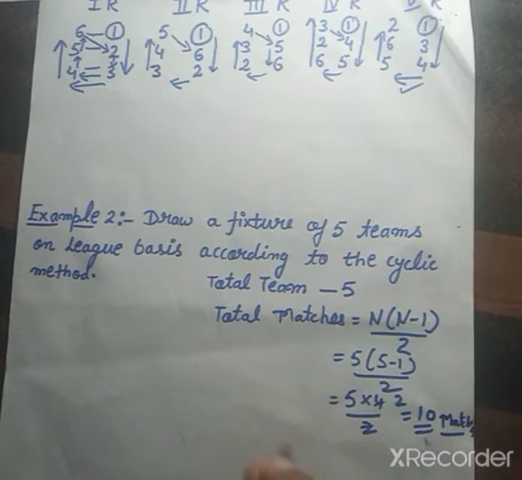 I R II R III R IV R V R
6 1 5 1 4 1 3 1 2 1
5 2 4 6 3 5 2 4 6 3
4 3 3 2 2 6 6 5 5 4
Example 2:- Draw a fixture of 5 teams
on league basis according to the cyclic
method.
Total Team - 5
Total Matches = N(N-1)
2
= 5(5-1)
2
= 5×4 2
2
= 10 Match
XRecorder